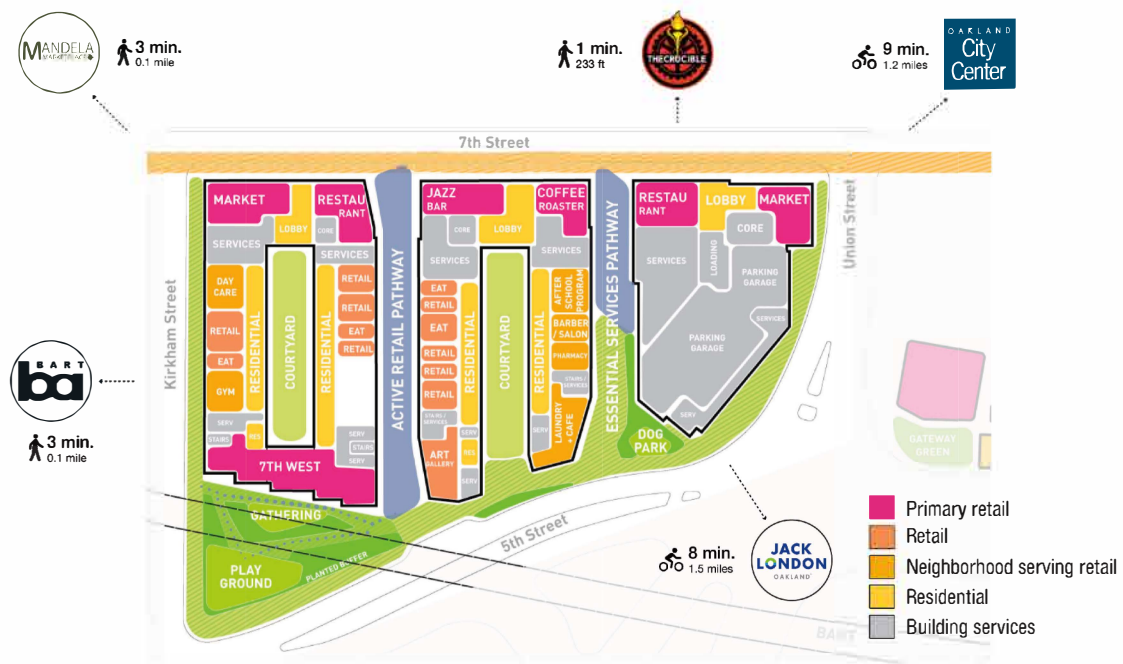 MANDELA
MARKETPLACE
3 min.
0.1 mile
1 min.
233 ft
THECRUCIBLE
9 min.
1.2 miles
OAKLAND
City
Center
7th Street
Kirkham Street
Union Street
5th Street
MARKET
LOBBY
RESTAU
RANT
CORE
SERVICES
SERVICES
DAY
CARE
RETAIL
EAT
GYM
SERV
STAIRS
RES
RESIDENTIAL
COURTYARD
RESIDENTIAL
RETAIL
RETAIL
EAT
RETAIL
SERV
STAIRS
SERV
7TH WEST
ACTIVE RETAIL PATHWAY
JAZZ
BAR
CORE
LOBBY
COFFEE
ROASTER
SERVICES
SERVICES
EAT
RETAIL
EAT
RETAIL
RETAIL
RETAIL
STAIRS /
SERVICES
ART
GALLERY
RESIDENTIAL
SERV
RES
SERV
COURTYARD
RESIDENTIAL
SERV
AFTER
SCHOOL
PROGRAM
BARBER
/ SALON
PHARMACY
STAIRS /
SERVICES
LAUNDRY
+ CAFE
ESSENTIAL SERVICES PATHWAY
RESTAU
RANT
LOBBY
MARKET
CORE
SERVICES
LOADING
PARKING
GARAGE
SERVICES
PARKING
GARAGE
SERV
DOG
PARK
GATHERING
PLAY
GROUND
PLANTED BUFFER
GATEWAY
GREEN
BART
ba
3 min.
0.1 mile
8 min.
1.5 miles
JACK
LONDON
OAKLAND
BART
Primary retail
Retail
Neighborhood serving retail
Residential
Building services